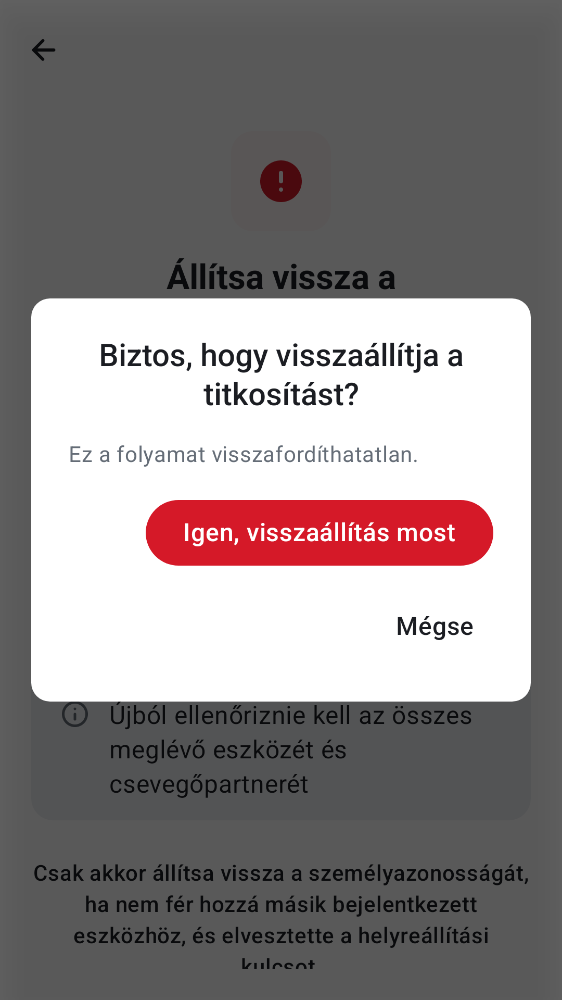 Állítsa vissza a
Biztos, hogy visszaállítja a
titkosítást?
Ez a folyamat visszafordíthatatlan.
Igen, visszaállítás most
Mégse
Újból ellenőriznie kell az összes
meglévő eszközét és
csevegőpartnerét
Csak akkor állítsa vissza a személyazonosságát,
ha nem fér hozzá másik bejelentkezett
eszközhöz, és elvesztette a helyreállítási
kulcsot